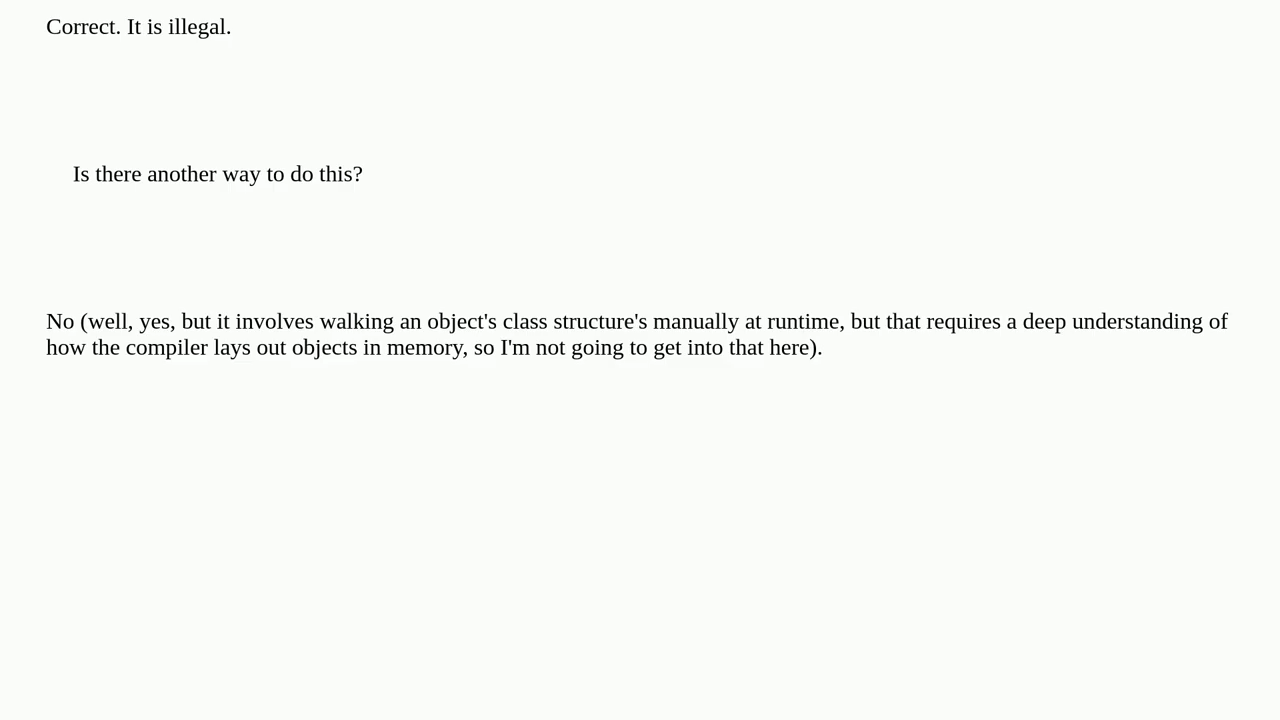 Correct. It is illegal.
Is there another way to do this?
No (well, yes, but it involves walking an object's class structure's manually at runtime, but that requires a deep understanding of
how the compiler lays out objects in memory, so I'm not going to get into that here).